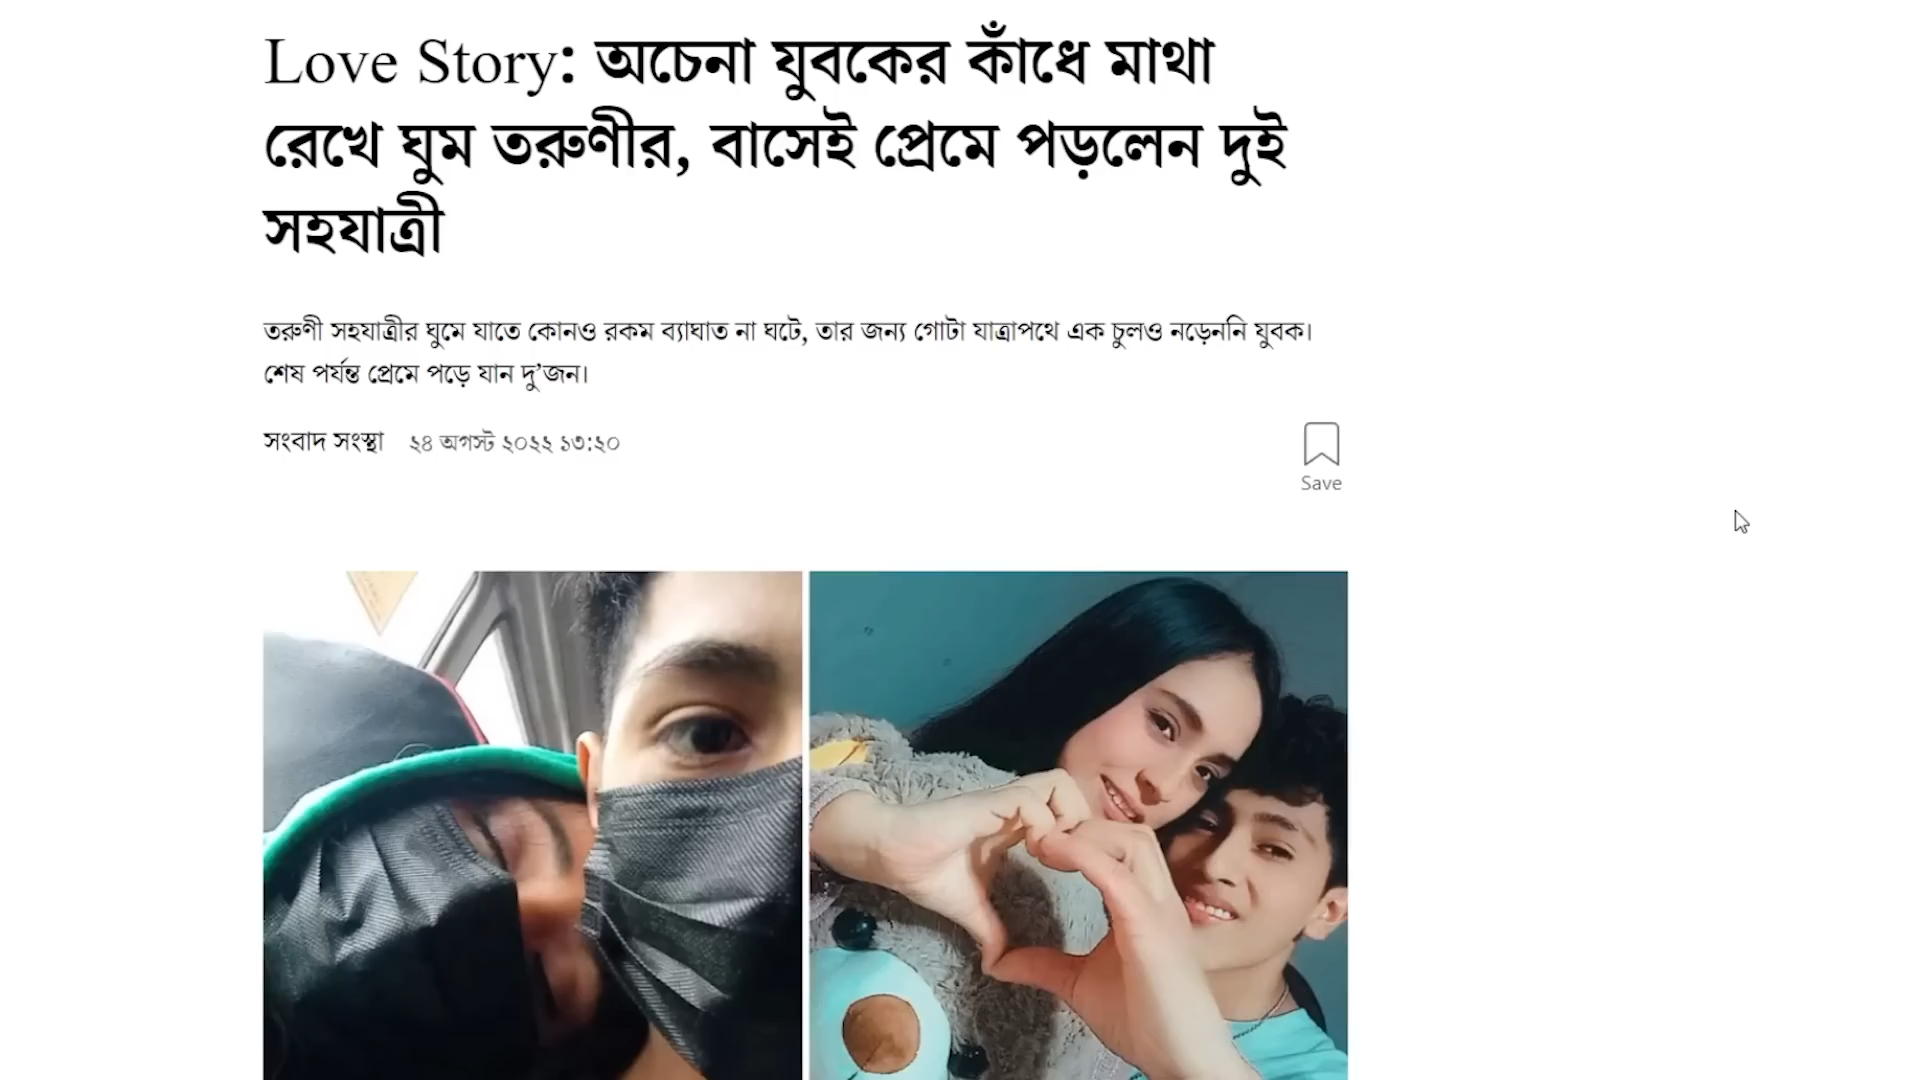 Love Story: অচেনা যুবকের কাঁধে মাথা
রেখে ঘুম তরুণীর, বাসেই প্রেমে পড়লেন দুই
সহযাত্রী
তরুণী সহযাত্রীর ঘুমে যাতে কোনও রকম ব্যাঘাত না ঘটে, তার জন্য গোটা যাত্রাপথে এক চুলও নড়েননি যুবক।
শেষ পর্যন্ত প্রেমে পড়ে যান দু’জন।
সংবাদ সংস্থা ২৪ অগস্ট ২০২২ ১৩:২০
Save